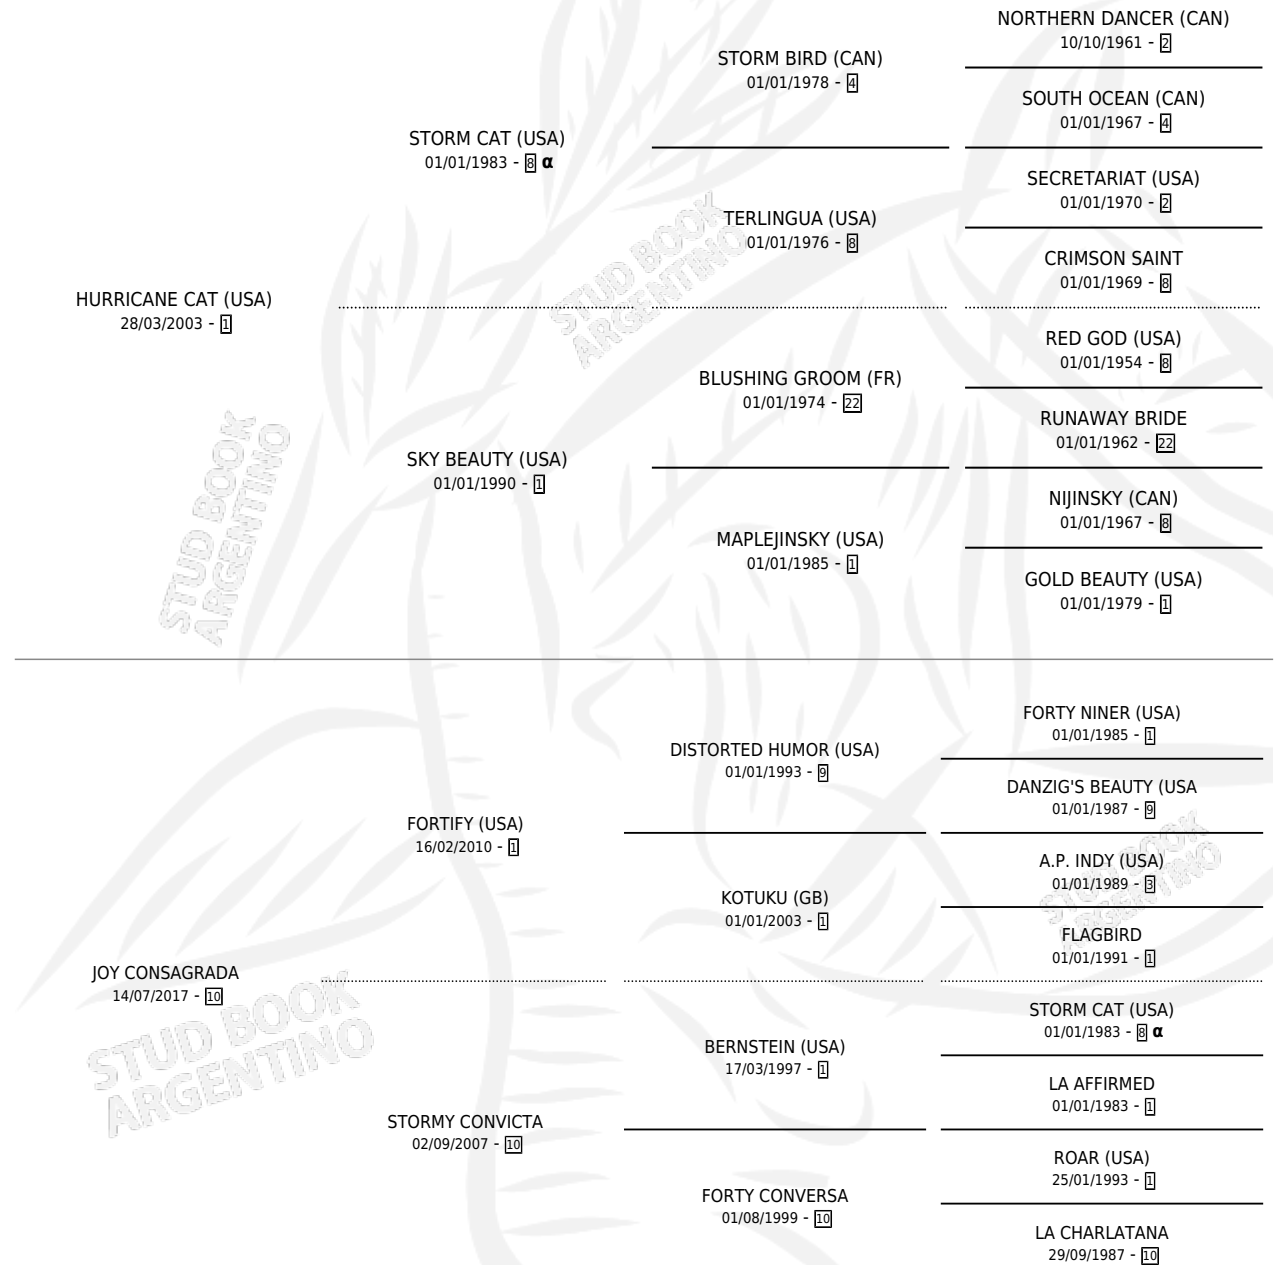 NORTHERN DANCER (CAN)
10/10/1961 - 2
STORM BIRD (CAN)
01/01/1978 - 4
SOUTH OCEAN (CAN)
01/01/1967 - 4
STORM CAT (USA)
01/01/1983 - 8 α
SECRETARIAT (USA)
01/01/1970 - 2
TERLINGUA (USA)
01/01/1976 - 8
CRIMSON SAINT
01/01/1969 - 8
HURRICANE CAT (USA)
28/03/2003 - 1
RED GOD (USA)
01/01/1954 - 8
BLUSHING GROOM (FR)
01/01/1974 - 22
RUNAWAY BRIDE
01/01/1962 - 22
SKY BEAUTY (USA)
01/01/1990 - 1
NIJINSKY (CAN)
01/01/1967 - 8
MAPLEJINSKY (USA)
01/01/1985 - 1
GOLD BEAUTY (USA)
01/01/1979 - 1
FORTY NINER (USA)
01/01/1985 - 1
DISTORTED HUMOR (USA)
01/01/1993 - 9
DANZIG'S BEAUTY (USA
01/01/1987 - 9
FORTIFY (USA)
16/02/2010 - 1
A.P. INDY (USA)
01/01/1989 - 3
KOTUKU (GB)
01/01/2003 - 1
FLAGBIRD
01/01/1991 - 1
JOY CONSAGRADA
14/07/2017 - 10
STORM CAT (USA)
01/01/1983 - 8 α
BERNSTEIN (USA)
17/03/1997 - 1
LA AFFIRMED
01/01/1983 - 1
STORMY CONVICTA
02/09/2007 - 10
ROAR (USA)
25/01/1993 - 1
FORTY CONVERSA
01/08/1999 - 10
LA CHARLATANA
29/09/1987 - 10
STUD BOOK
ARGENTINO
STUD BOOK
ARGENTINO
STUD BOOK
ARGENTINO
STUD BOOK
ARGENTINO